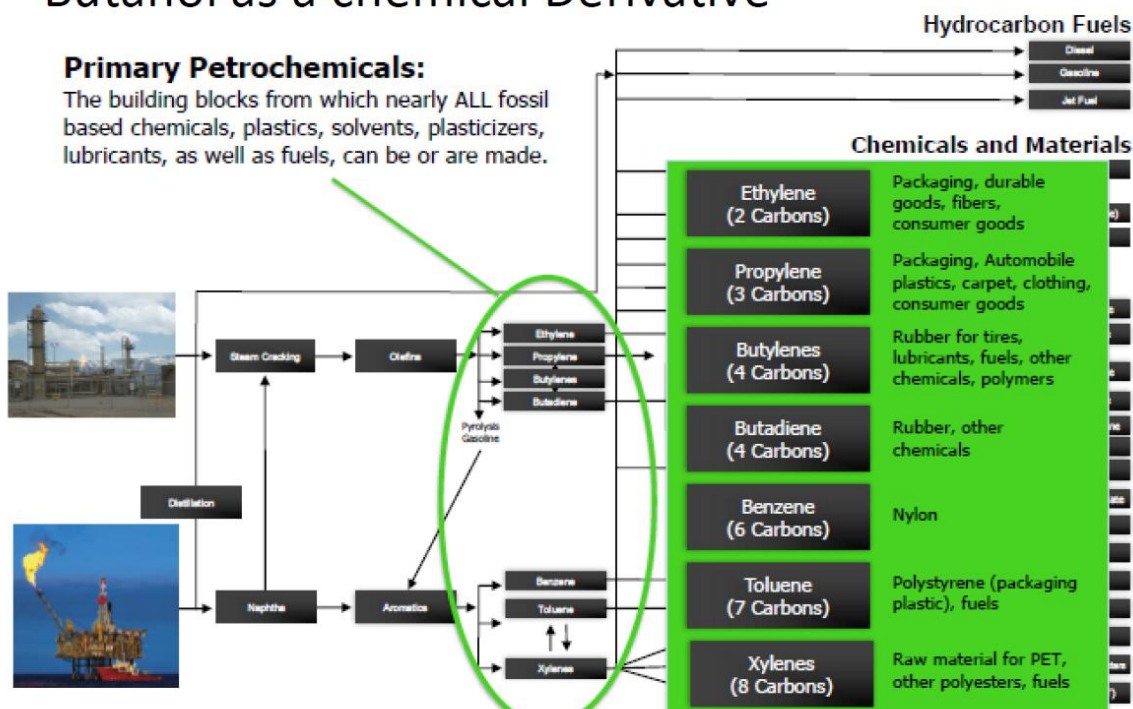 Butanol as a chemical Derivative
Hydrocarbon Fuels
Diesel
Gasoline
Jet Fuel
Primary Petrochemicals:
The building blocks from which nearly ALL fossil
based chemicals, plastics, solvents, plasticizers,
lubricants, as well as fuels, can be or are made.
Chemicals and Materials
Ethylene
(2 Carbons)
Packaging, durable
goods, fibers,
consumer goods
Propylene
(3 Carbons)
Packaging, Automobile
plastics, carpet, clothing,
consumer goods
Butylenes
(4 Carbons)
Rubber for tires,
lubricants, fuels, other
chemicals, polymers
Butadiene
(4 Carbons)
Rubber, other
chemicals
Benzene
(6 Carbons)
Nylon
Toluene
(7 Carbons)
Polystyrene (packaging
plastic), fuels
Xylenes
(8 Carbons)
Raw material for PET,
other polyesters, fuels
Steam Cracking
Olefins
Ethylene
Propylene
Butylenes
Butadiene
Pyrolysis
Gasoline
Distillation
Naphtha
Aromatics
Benzene
Toluene
Xylenes